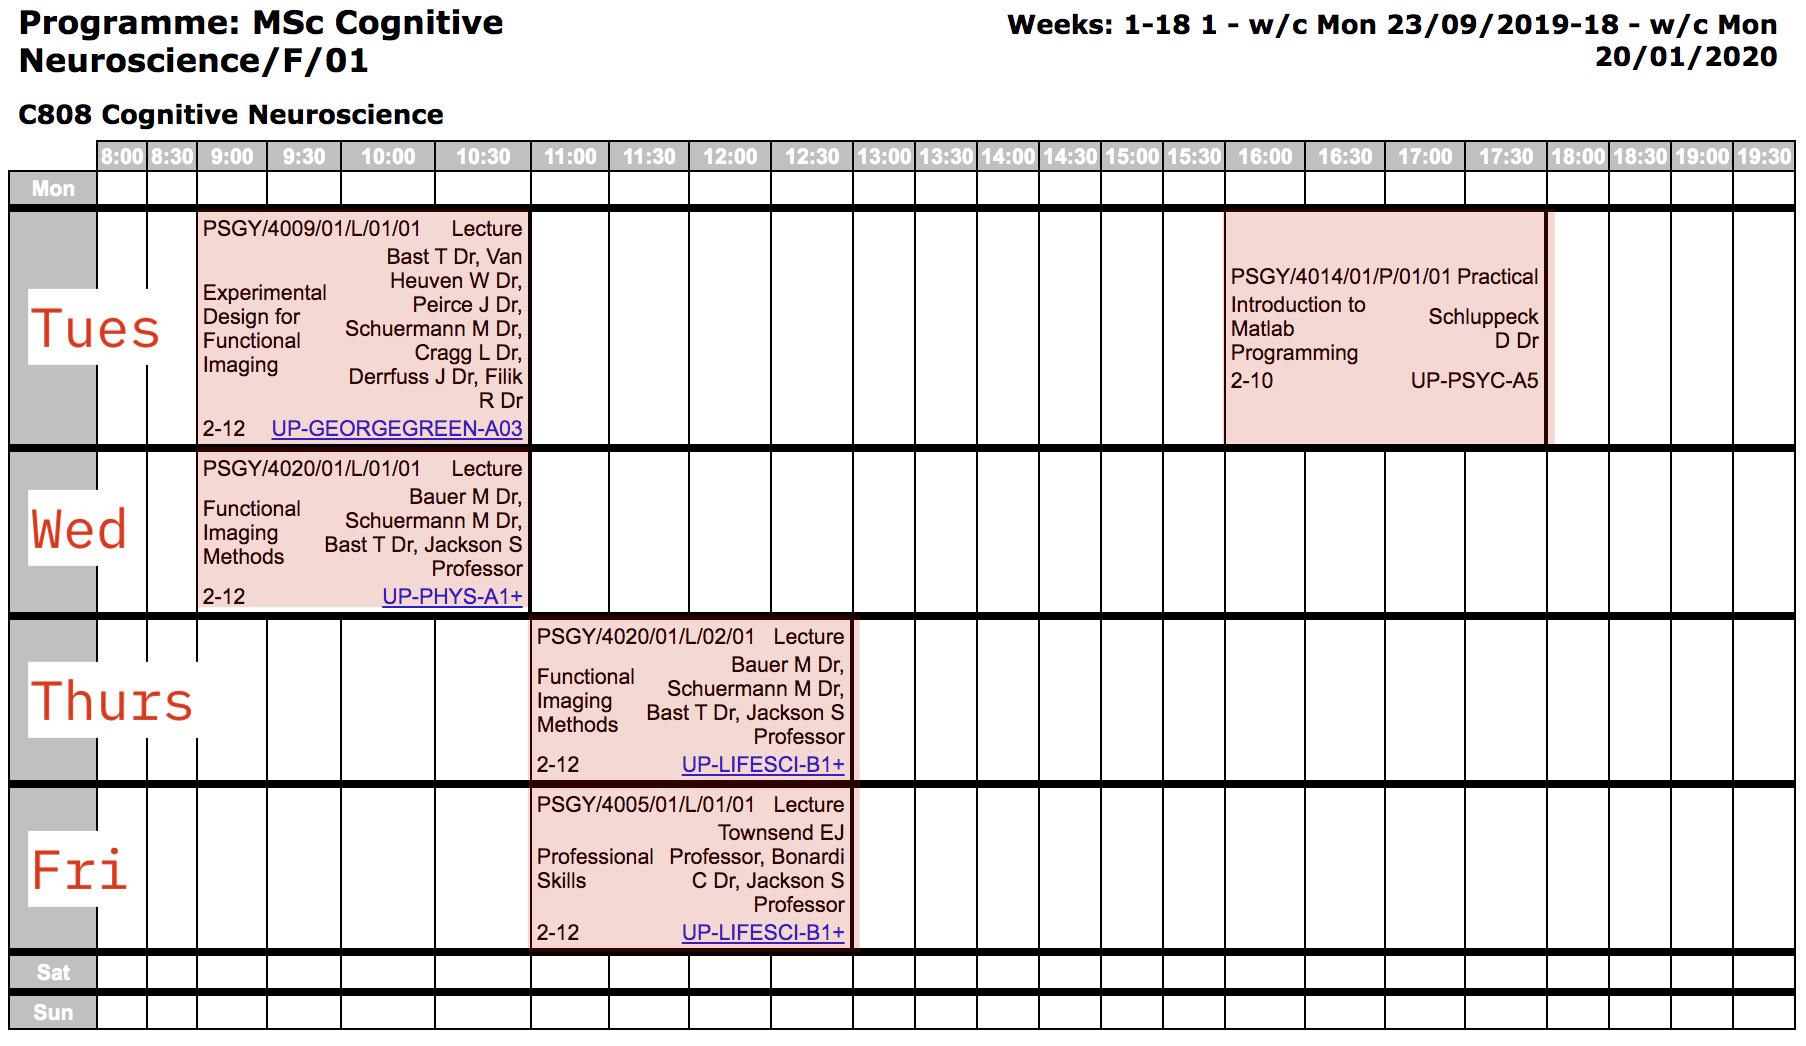 Programme: MSc Cognitive
Neuroscience/F/01
Weeks: 1-18 1 - w/c Mon 23/09/2019-18 - w/c Mon
20/01/2020
C808 Cognitive Neuroscience
8:00 8:30 9:00 9:30 10:00 10:30 11:00 11:30 12:00 12:30 13:00 13:30 14:00 14:30 15:00 15:30 16:00 16:30 17:00 17:30 18:00 18:30 19:00 19:30
Mon
Tues
PSGY/4009/01/L/01/01 Lecture
Experimental
Design for
Functional
Imaging
Bast T Dr, Van
Heuven W Dr,
Peirce J Dr,
Schuermann M Dr,
Cragg L Dr,
Derrfuss J Dr, Filik
R Dr
2-12 UP-GEORGEGREEN-A03
PSGY/4014/01/P/01/01 Practical
Introduction to
Matlab
Programming
Schluppeck
D Dr
2-10 UP-PSYC-A5
Wed
PSGY/4020/01/L/01/01 Lecture
Functional
Imaging
Methods
Bauer M Dr,
Schuermann M Dr,
Bast T Dr, Jackson S
Professor
2-12 UP-PHYS-A1+
Thurs
PSGY/4020/01/L/02/01 Lecture
Functional
Imaging
Methods
Bauer M Dr,
Schuermann M Dr,
Bast T Dr, Jackson S
Professor
2-12 UP-LIFESCI-B1+
Fri
PSGY/4005/01/L/01/01 Lecture
Professional
Skills
Townsend EJ
Professor, Bonardi
C Dr, Jackson S
Professor
2-12 UP-LIFESCI-B1+
Sat
Sun